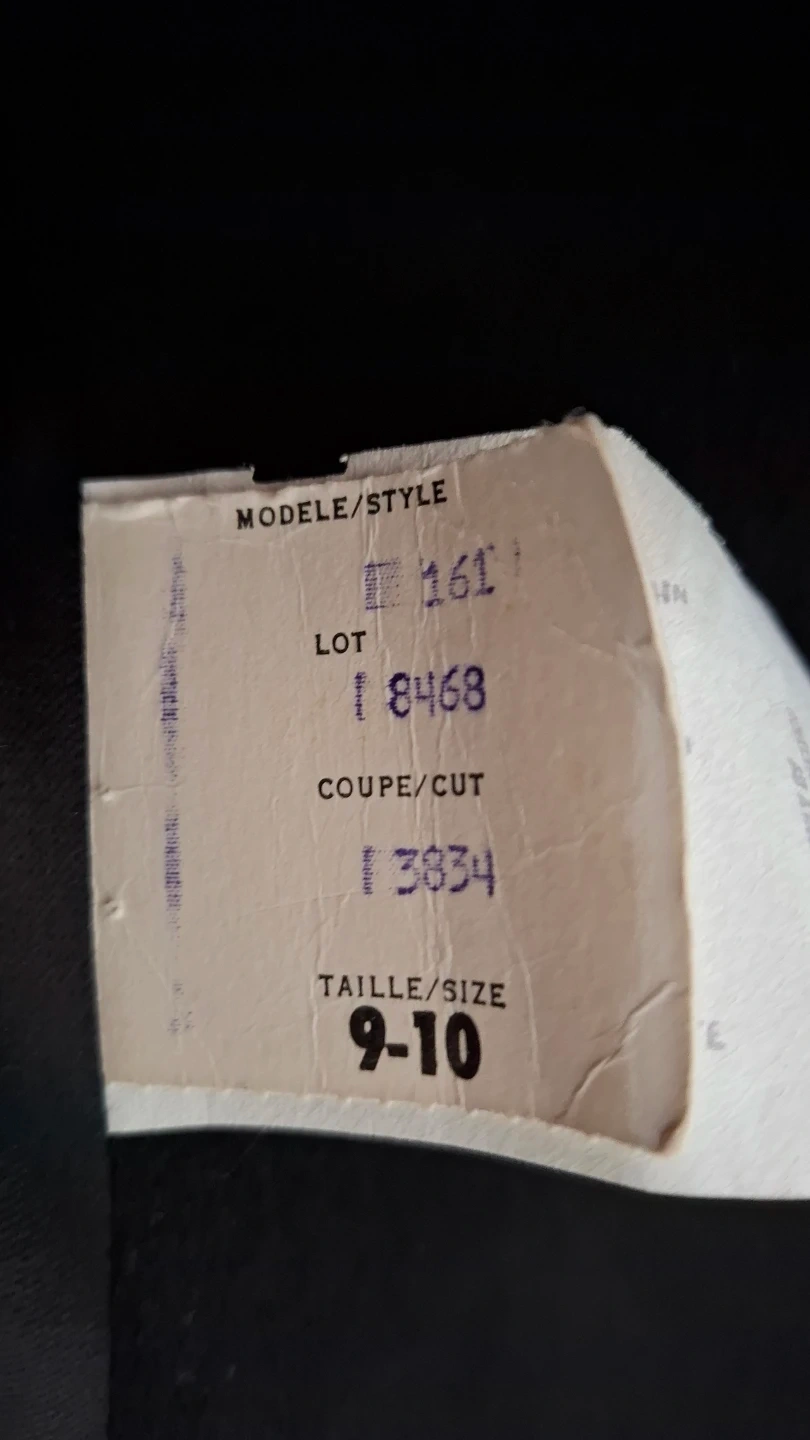 MODELE/STYLE
161
LOT
8468
COUPE/CUT
3834
TAILLE/SIZE
9-10